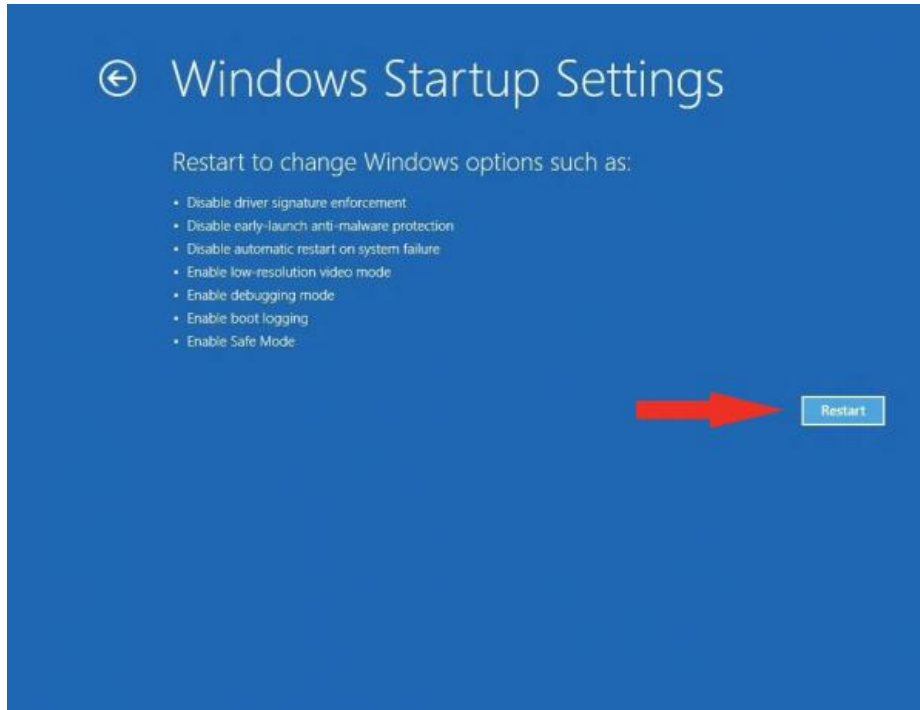 Windows Startup Settings
Restart to change Windows options such as:
• Disable driver signature enforcement
• Disable early-launch anti-malware protection
• Disable automatic restart on system failure
• Enable low-resolution video mode
• Enable debugging mode
• Enable boot logging
• Enable Safe Mode
Restart